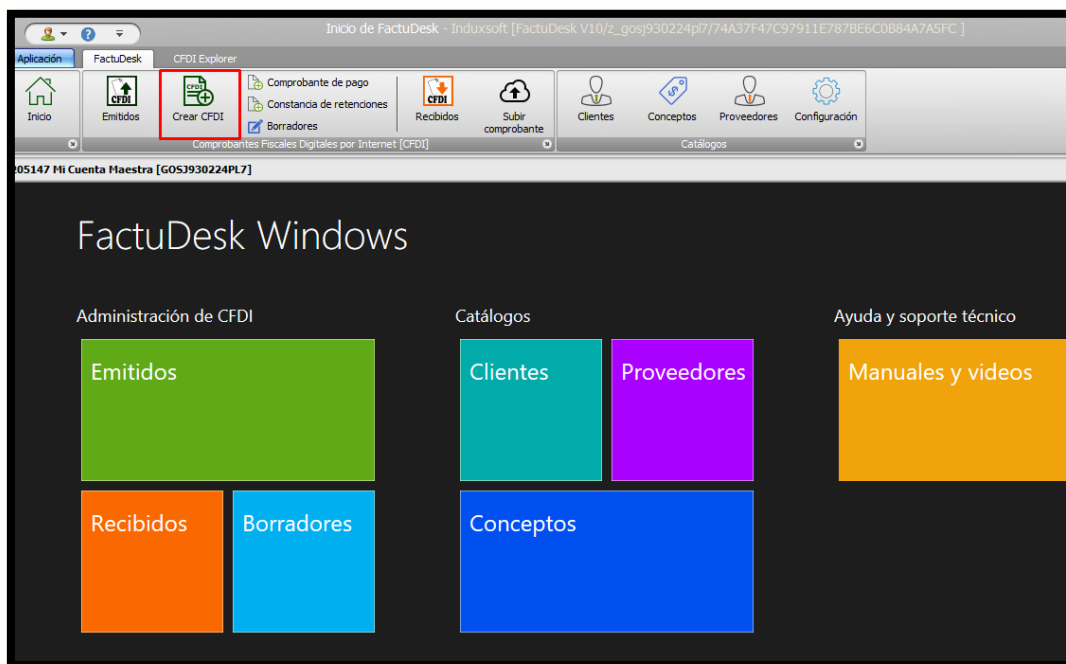 Inicio de FactuDesk - Induxsoft [FactuDesk V10/z_gosj930224pl7/74A37F47C97911E787BE6C0B84A7A5FC ]
Aplicación FactuDesk CFDI Explorer
Inicio
CFDI
Emitidos
CFDI
Crear CFDI
Comprobante de pago
Constancia de retenciones
Borradores
CFDI
Recibidos
Subir
comprobante
Clientes
Conceptos
Proveedores
Configuración
Comprobantes Fiscales Digitales por Internet [CFDI]
Catálogos
205147 Mi Cuenta Maestra [GOSJ930224PL7]
FactuDesk Windows
Administración de CFDI
Catálogos
Ayuda y soporte técnico
Emitidos
Clientes
Proveedores
Manuales y videos
Recibidos
Borradores
Conceptos